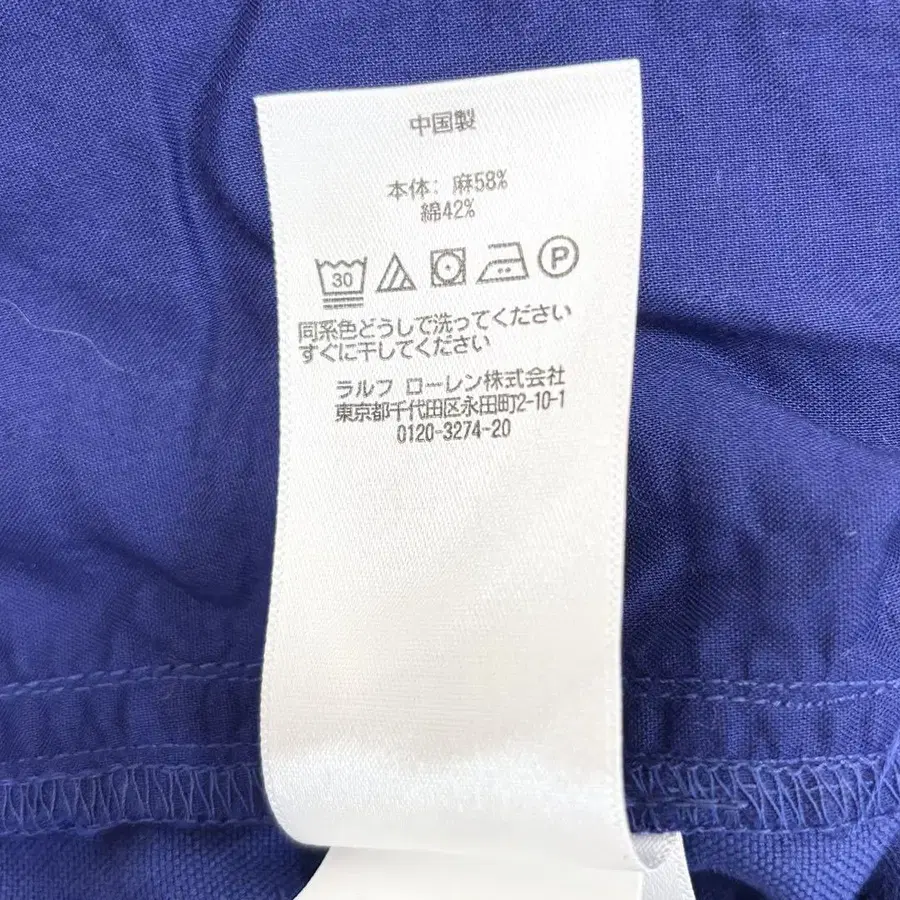 中国製
本体: 麻58%
綿42%
30 P
同系色どうしで洗ってください
すぐに干してください
ラルフ ローレン株式会社
東京都千代田区永田町2-10-1
0120-3274-20